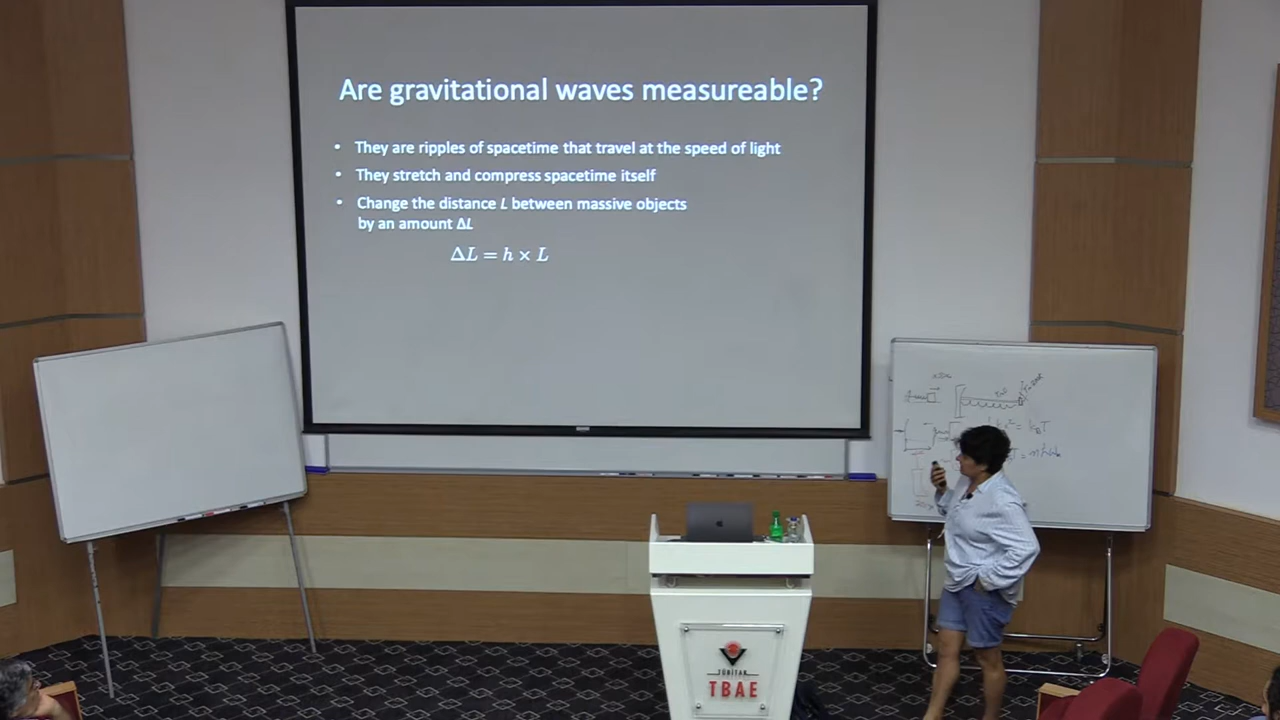 Are gravitational waves measureable?
• They are ripples of spacetime that travel at the speed of light
• They stretch and compress spacetime itself
• Change the distance L between massive objects
by an amount ΔL
ΔL = h × L
= k_BT
TÜBİTAK
TBAE